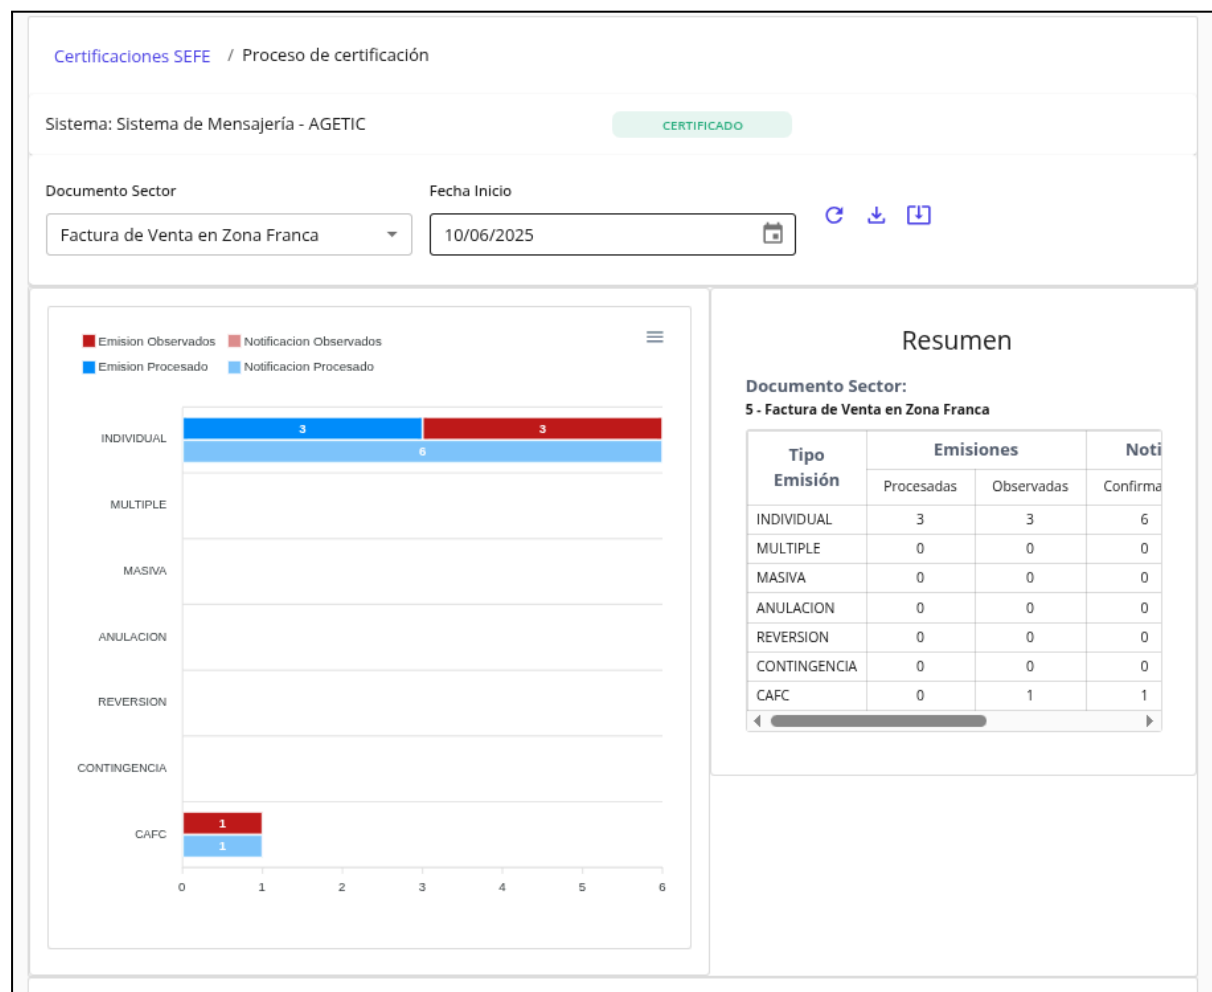 Certificaciones SEFE / Proceso de certificación
Sistema: Sistema de Mensajería - AGETIC
CERTIFICADO
Documento Sector
Fecha Inicio
Factura de Venta en Zona Franca
10/06/2025
Emision Observados
Notificacion Observados
Emision Procesado
Notificacion Procesado
INDIVIDUAL
3
3
6
MULTIPLE
MASIVA
ANULACION
REVERSION
CONTINGENCIA
CAFC
1
1
0 1 2 3 4 5 6
Resumen
Documento Sector:
5 - Factura de Venta en Zona Franca
Tipo Emisión
Emisiones
Noti
Procesadas Observadas Confirma
INDIVIDUAL 3 3 6
MULTIPLE 0 0 0
MASIVA 0 0 0
ANULACION 0 0 0
REVERSION 0 0 0
CONTINGENCIA 0 0 0
CAFC 0 1 1